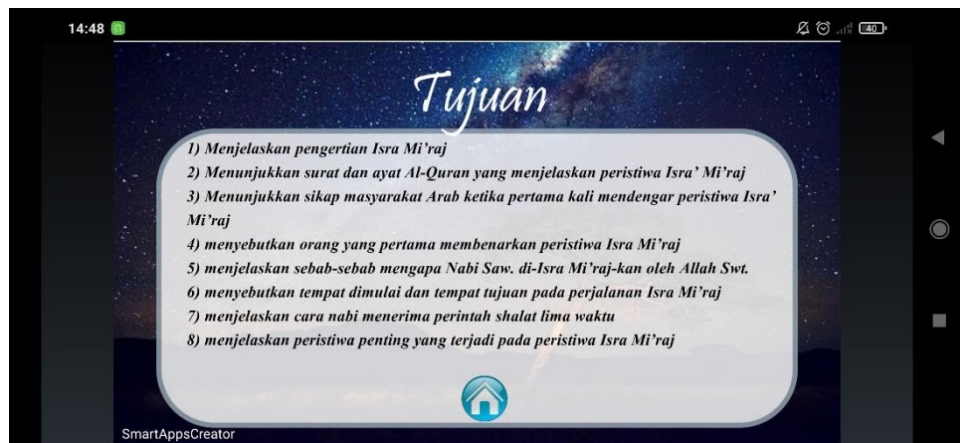 14:48
40
Tujuan
1) Menjelaskan pengertian Isra Mi’raj
2) Menunjukkan surat dan ayat Al-Quran yang menjelaskan peristiwa Isra’ Mi’raj
3) Menunjukkan sikap masyarakat Arab ketika pertama kali mendengar peristiwa Isra’
Mi’raj
4) menyebutkan orang yang pertama membenarkan peristiwa Isra Mi’raj
5) menjelaskan sebab-sebab mengapa Nabi Saw. di-Isra Mi’raj-kan oleh Allah Swt.
6) menyebutkan tempat dimulai dan tempat tujuan pada perjalanan Isra Mi’raj
7) menjelaskan cara nabi menerima perintah shalat lima waktu
8) menjelaskan peristiwa penting yang terjadi pada peristiwa Isra Mi’raj
SmartAppsCreator